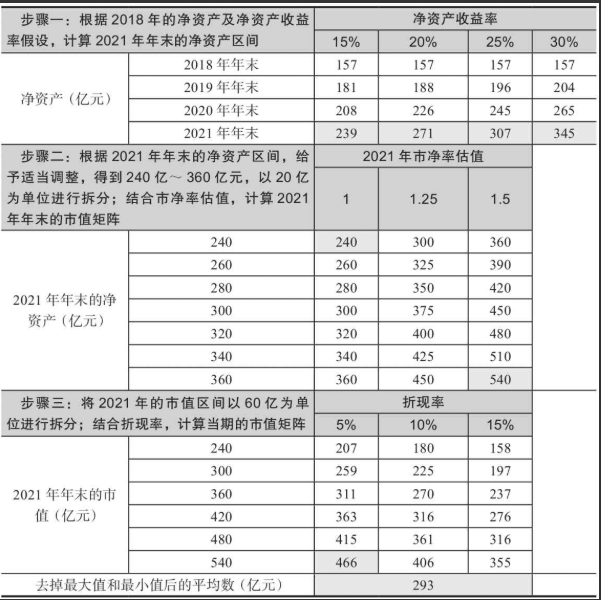 步骤一：根据 2018 年的净资产及净资产收益
率假设，计算 2021 年年末的净资产区间
净资产收益率
15% 20% 25% 30%
净资产（亿元）
2018 年年末 157 157 157 157
2019 年年末 181 188 196 204
2020 年年末 208 226 245 265
2021 年年末 239 271 307 345
步骤二：根据 2021 年年末的净资产区间，给
予适当调整，得到 240 亿～ 360 亿元，以 20 亿
为单位进行拆分；结合市净率估值，计算 2021
年年末的市值矩阵
2021 年市净率估值
1 1.25 1.5
2021 年年末的净
资产（亿元）
240 240 300 360
260 260 325 390
280 280 350 420
300 300 375 450
320 320 400 480
340 340 425 510
360 360 450 540
步骤三：将 2021 年的市值区间以 60 亿为单
位进行拆分；结合折现率，计算当期的市值矩阵
折现率
5% 10% 15%
2021 年年末的市
值（亿元）
240 207 180 158
300 259 225 197
360 311 270 237
420 363 316 276
480 415 361 316
540 466 406 355
去掉最大值和最小值后的平均数（亿元） 293